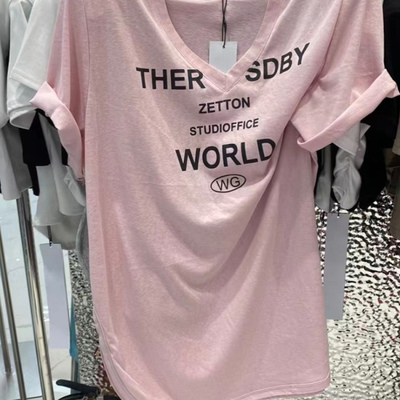 THER SDBY
ZETTON
STUDIOFFICE
WORLD
WG